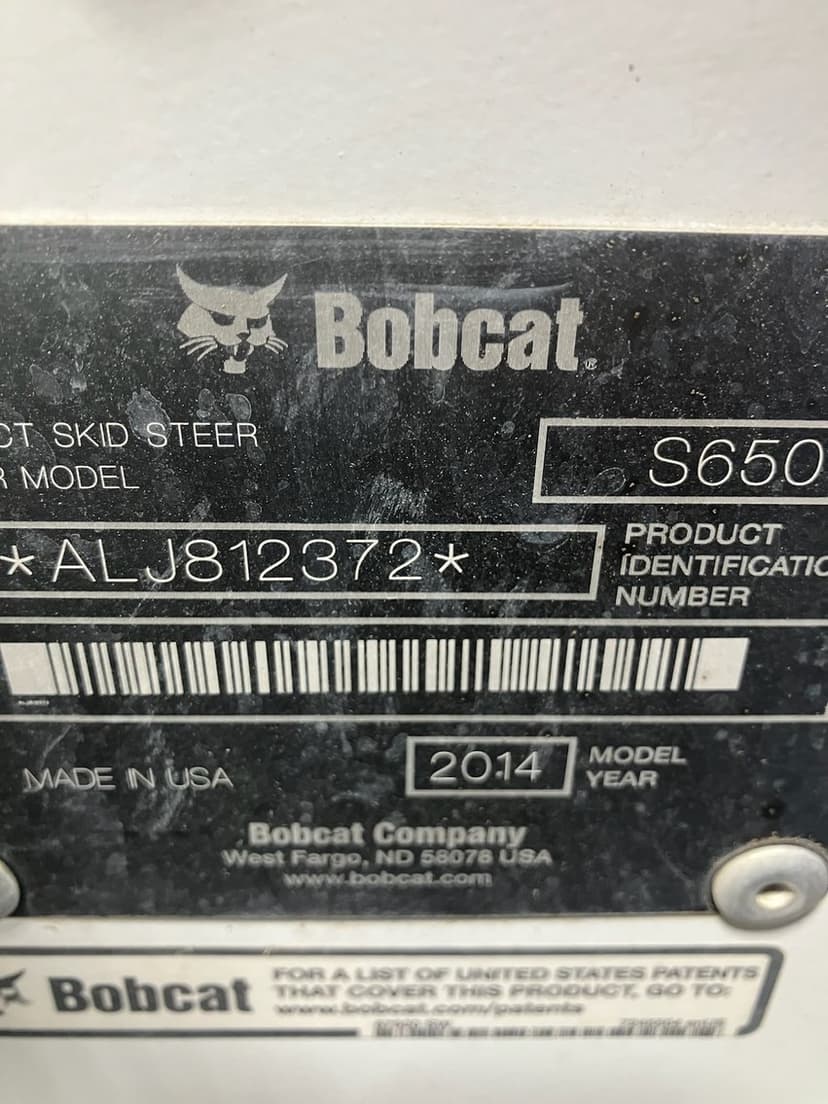 Bobcat®
CT SKID STEER
R MODEL
S650
*ALJ812372*
PRODUCT
IDENTIFICATIO
NUMBER
MADE IN USA
2014
MODEL
YEAR
Bobcat Company
West Fargo, ND 58078 USA
www.bobcat.com
Bobcat
FOR A LIST OF UNITED STATES PATENTS
THAT COVER THIS PRODUCT, GO TO:
www.bobcat.com/patents